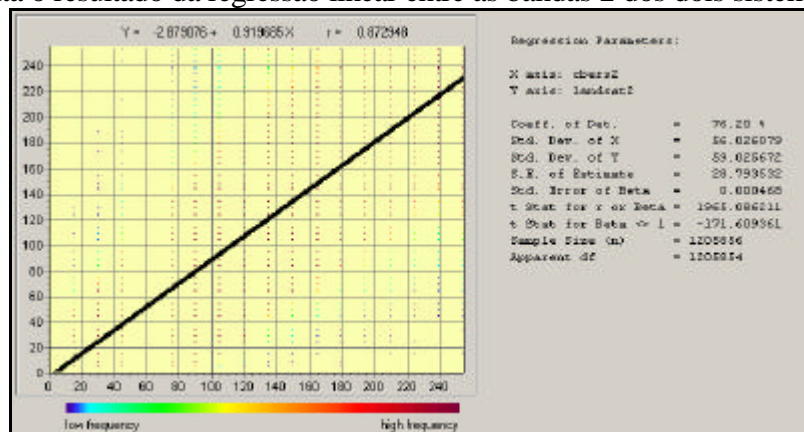 o resultado da regressão linear entre as bandas 2 dos dois
Y = -2.879076 + 0.919685 X r = 0.872948
240
220
200
180
160
140
120
100
80
60
40
20
0
0 20 40 60 80 100 120 140 160 180 200 220 240
low frequency high frequency
Regression Parameters:
X axis: cbers2
Y axis: landsat2
Coeff. of Det. = 76.20 %
Std. Dev. of X = 56.026079
Std. Dev. of Y = 59.025672
S.E. of Estimate = 28.793532
Std. Error of Beta = 0.000468
t Stat for r or Beta = 1965.086211
t Stat for Beta <> 1 = -171.609361
Sample Size (n) = 1205856
Apparent df = 1205854